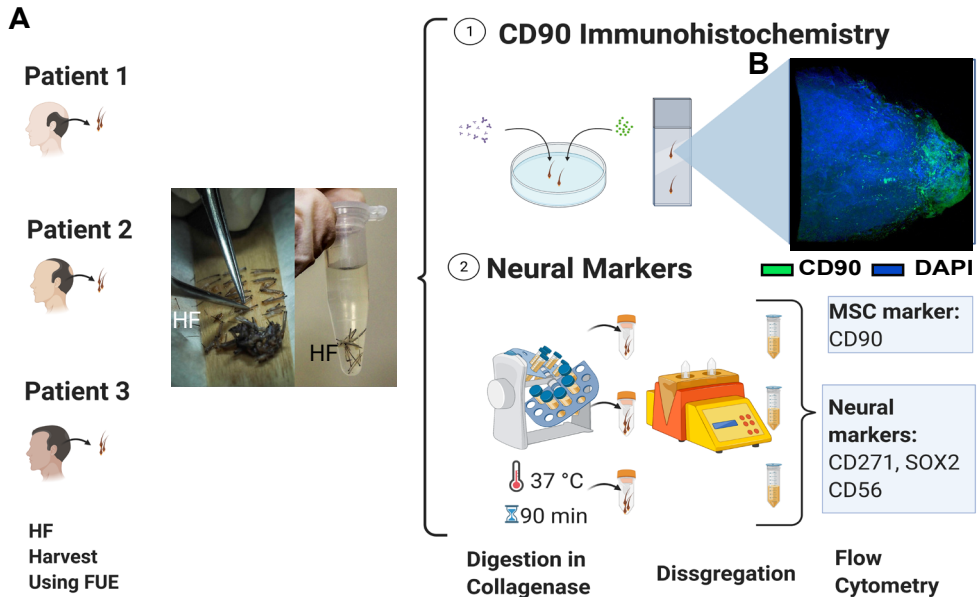 A
Patient 1
Patient 2
Patient 3
HF
Harvest
Using FUE
HF
HF
1 CD90 Immunohistochemistry
B
CD90 DAPI
2 Neural Markers
37 °C
90 min
MSC marker:
CD90
Neural
markers:
CD271, SOX2
CD56
Digestion in
Collagenase
Dissgregation
Flow
Cytometry